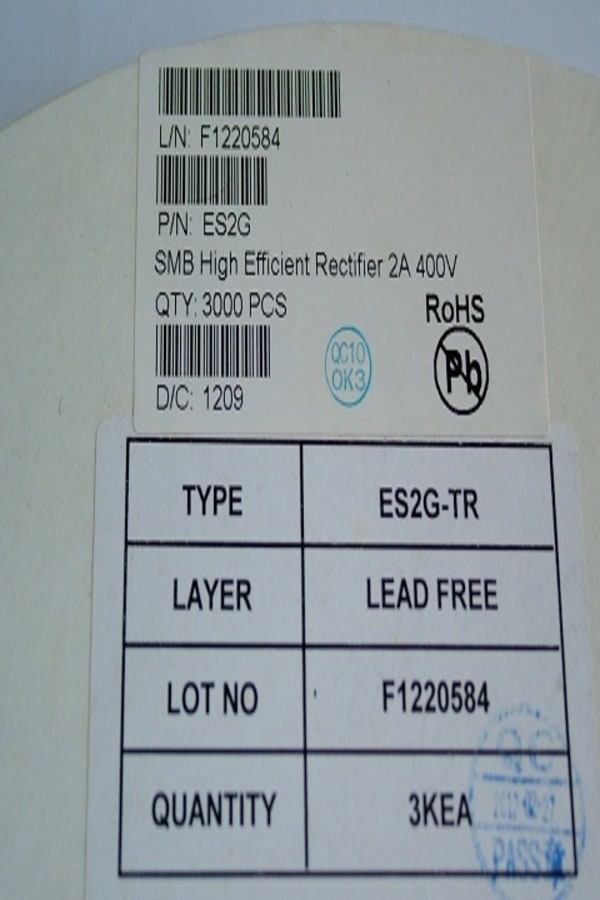 L/N: F1220584
P/N: ES2G
SMB High Efficient Rectifier 2A 400V
QTY: 3000 PCS
RoHS
QC10
OK3
Pb
D/C: 1209
TYPE ES2G-TR
LAYER LEAD FREE
LOT NO F1220584
QUANTITY 3KEA
QC
PASS